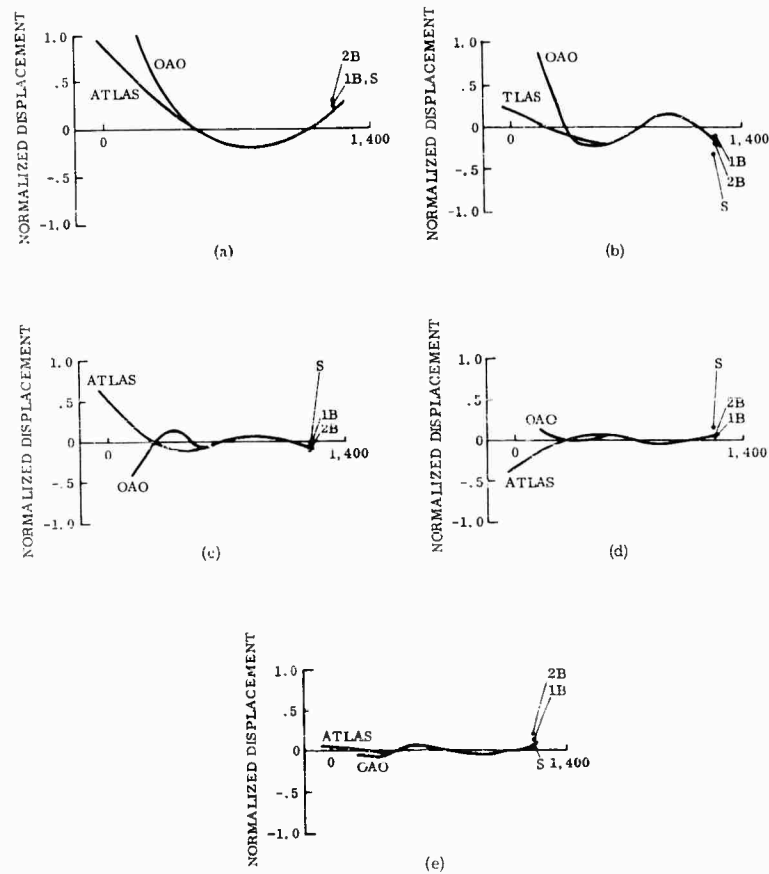 NORMALIZED DISPLACEMENT
1.0
.5
0
-.5
-1.0
OAO
ATLAS
0
2B
1B,S
1,400
(a)
NORMALIZED DISPLACEMENT
1.0
.5
0
-.5
-1.0
OAO
TLAS
0
1,400
1B
2B
S
(b)
NORMALIZED DISPLACEMENT
1.0
.5
0
-.5
-1.0
ATLAS
0
OAO
S
1B
2B
1,400
(c)
NORMALIZED DISPLACEMENT
1.0
.5
0
-.5
-1.0
OAO
0
ATLAS
S
2B
1B
1,400
(d)
NORMALIZED DISPLACEMENT
1.0
.5
0
-.5
-1.0
ATLAS
0
OAO
2B
1B
S
1,400
(e)